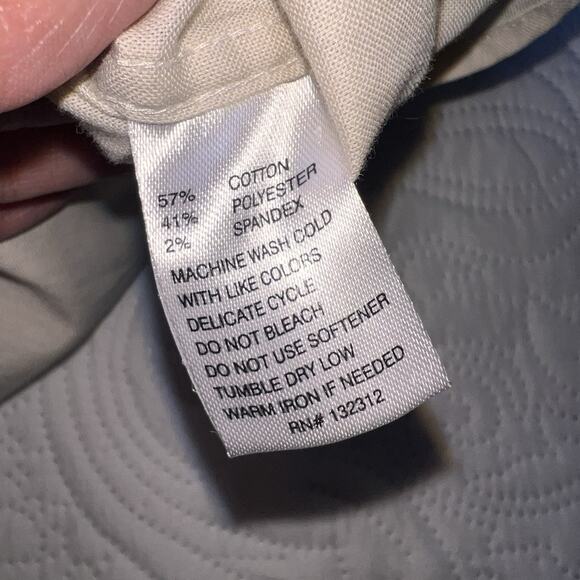 57% COTTON
41% POLYESTER
2% SPANDEX
MACHINE WASH COLD
WITH LIKE COLORS
DELICATE CYCLE
DO NOT BLEACH
DO NOT USE SOFTENER
TUMBLE DRY LOW
WARM IRON IF NEEDED
RN# 132312